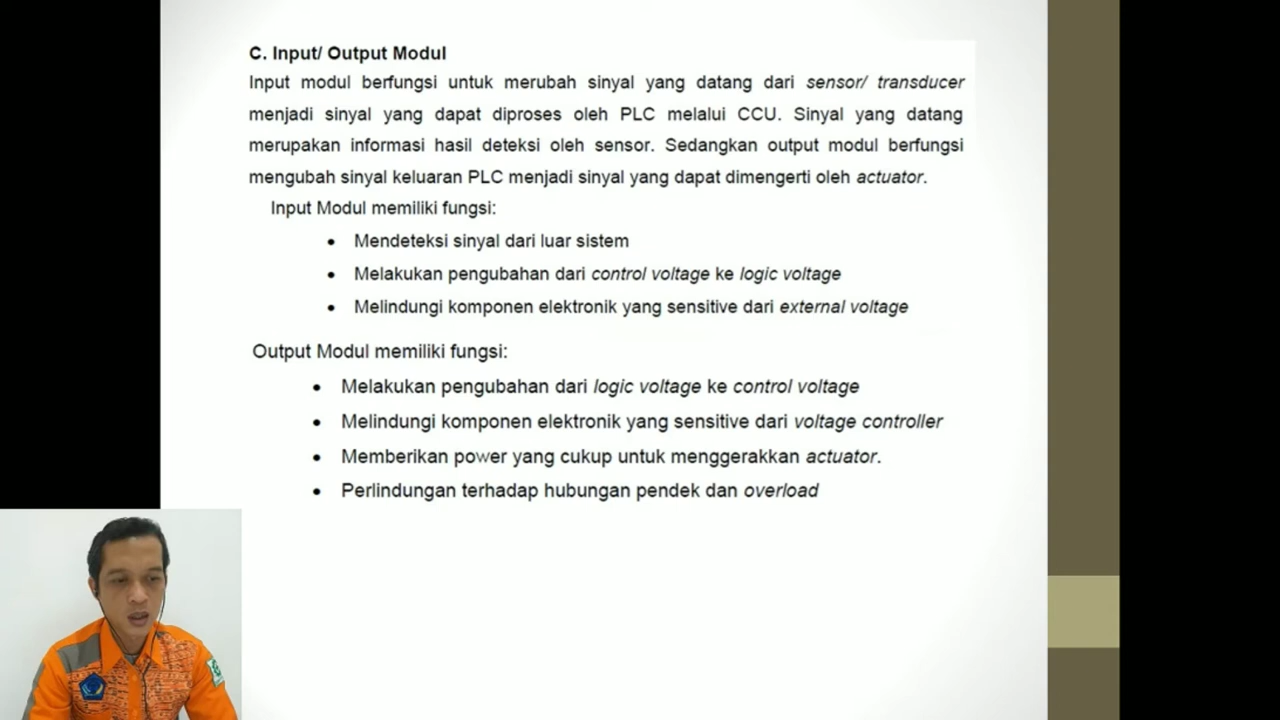 C. Input/ Output Modul
Input modul berfungsi untuk merubah sinyal yang datang dari sensor/ transducer
menjadi sinyal yang dapat diproses oleh PLC melalui CCU. Sinyal yang datang
merupakan informasi hasil deteksi oleh sensor. Sedangkan output modul berfungsi
mengubah sinyal keluaran PLC menjadi sinyal yang dapat dimengerti oleh actuator.
Input Modul memiliki fungsi:
• Mendeteksi sinyal dari luar sistem
• Melakukan pengubahan dari control voltage ke logic voltage
• Melindungi komponen elektronik yang sensitive dari external voltage
Output Modul memiliki fungsi:
• Melakukan pengubahan dari logic voltage ke control voltage
• Melindungi komponen elektronik yang sensitive dari voltage controller
• Memberikan power yang cukup untuk menggerakkan actuator.
• Perlindungan terhadap hubungan pendek dan overload